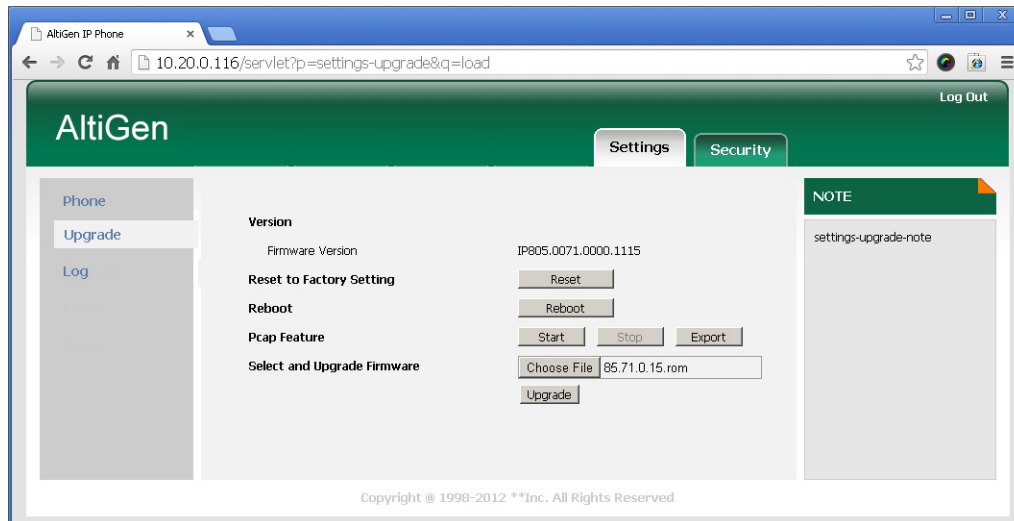 AltiGen IP Phone
10.20.0.116/servlet?p=settings-upgrade&q=load
Log Out
AltiGen
Settings Security
Phone
Upgrade
Log
Version
Firmware Version IP805.0071.0000.1115
Reset to Factory Setting Reset
Reboot Reboot
Pcap Feature Start Stop Export
Select and Upgrade Firmware Choose File 85.71.0.15.rom
Upgrade
NOTE
settings-upgrade-note
Copyright @ 1998-2012 **Inc. All Rights Reserved